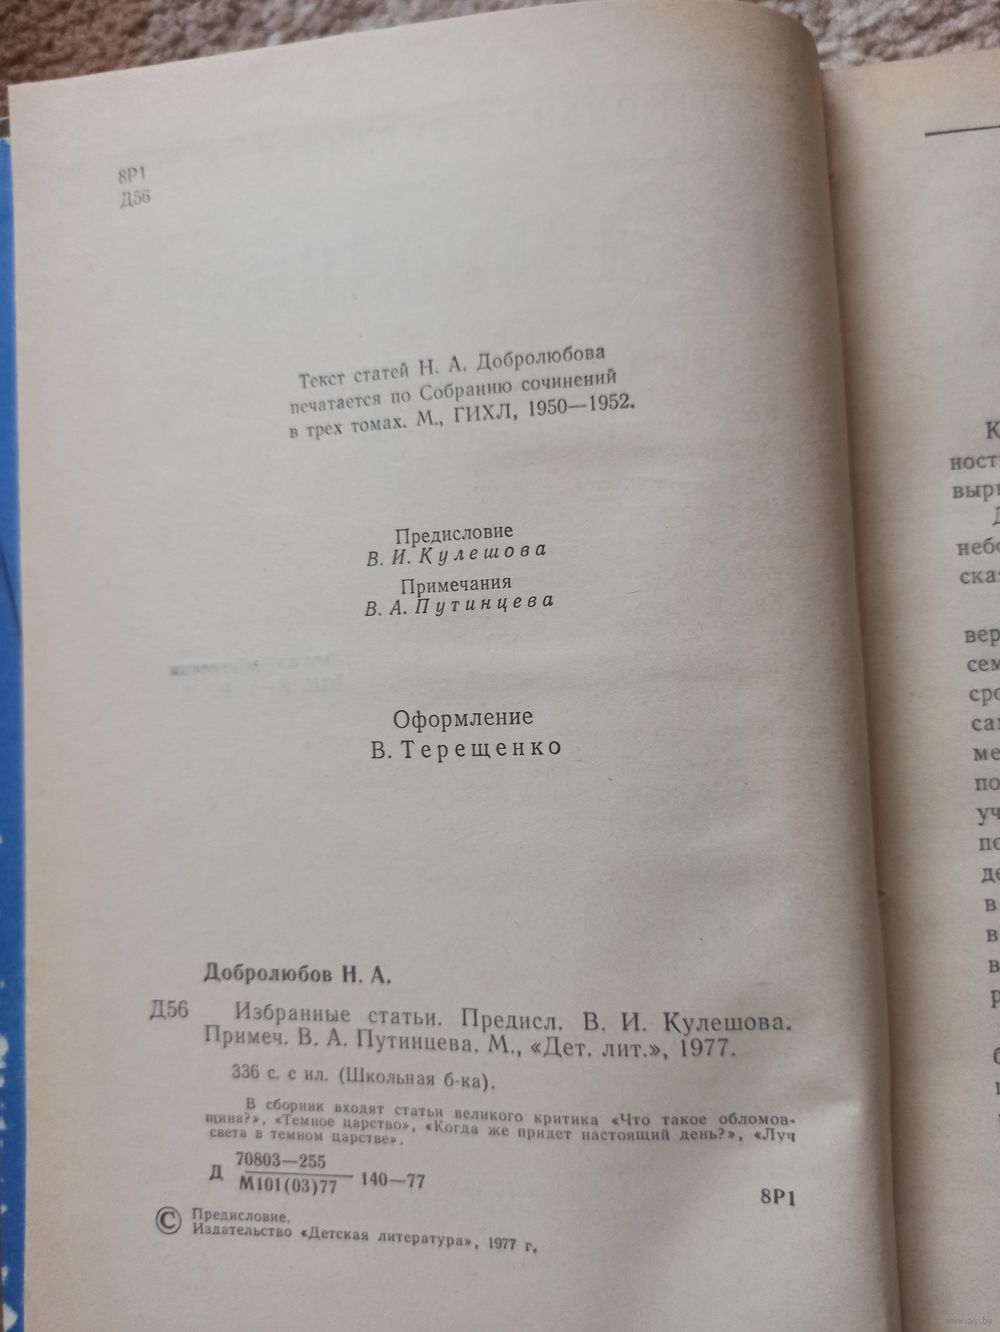 8Р1
Д56
Текст статей Н. А. Добролюбова
печатается по Собранию сочинений
в трех томах. М., ГИХЛ, 1950—1952.
Предисловие
В. И. Кулешова
Примечания
В. А. Путинцева
Оформление
В. Терещенко
Добролюбов Н. А.
Д56 Избранные статьи. Предисл. В. И. Кулешова.
Примеч. В. А. Путинцева. М., «Дет. лит.», 1977.
336 с. с ил. (Школьная б-ка).
В сборник входят статьи великого критика «Что такое обломов-
щина?», «Темное царство», «Когда же придет настоящий день?», «Луч
света в темном царстве».
Д 70803—255
М101(03)77 140—77
8Р1
© Предисловие.
Издательство «Детская литература», 1977 г.
www.ay.by